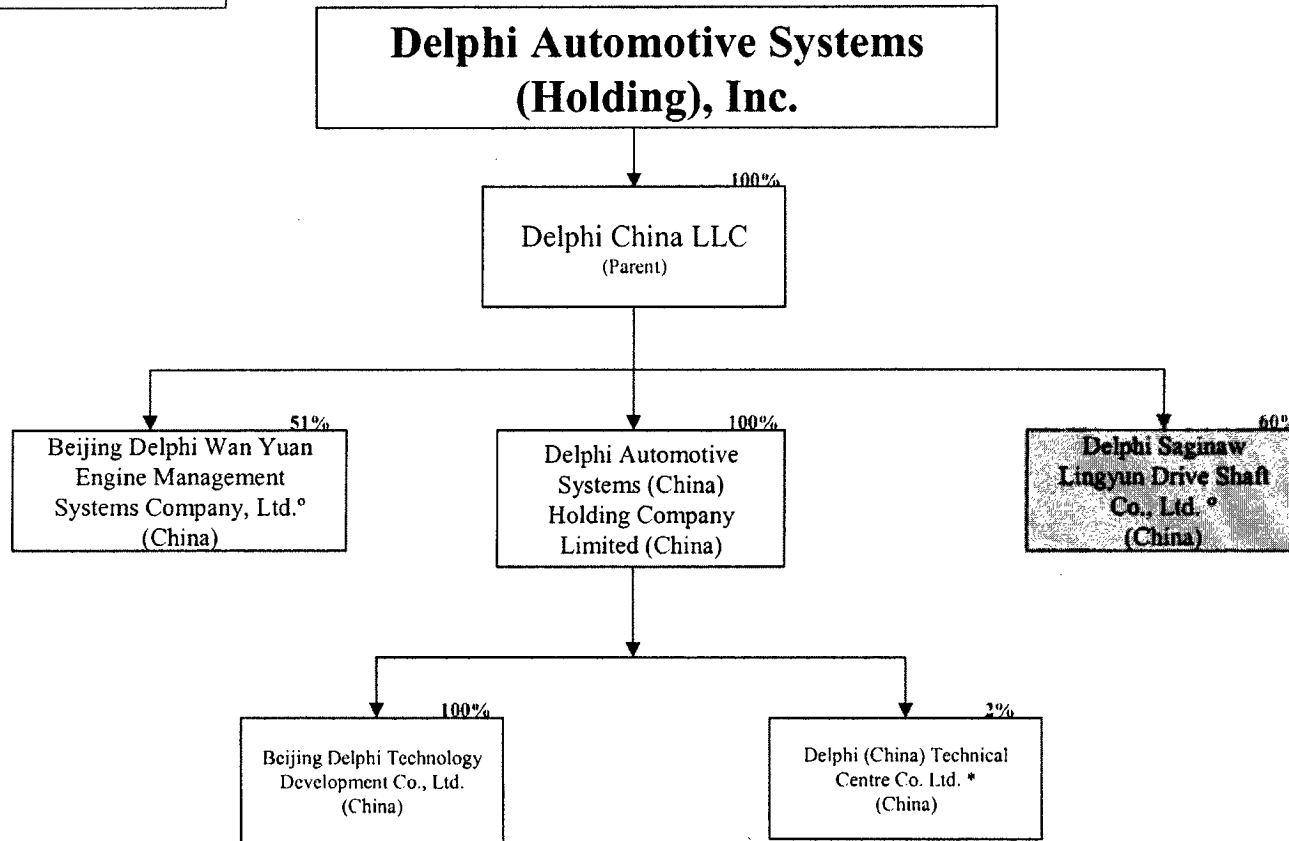 Delphi Automotive Systems
(Holding), Inc.
100%
Delphi China LLC
(Parent)
51%
100%
60%
Beijing Delphi Wan Yuan
Engine Management
Systems Company, Ltd.º
(China)
Delphi Automotive
Systems (China)
Holding Company
Limited (China)
Delphi Saginaw
Lingyun Drive Shaft
Co., Ltd. º
(China)
100%
2%
Beijing Delphi Technology
Development Co., Ltd.
(China)
Delphi (China) Technical
Centre Co. Ltd. *
(China)